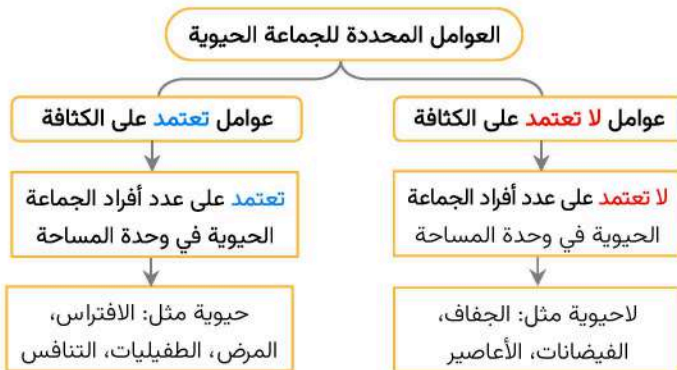 العوامل المحددة للجماعة الحيوية
عوامل لا تعتمد على الكثافة
عوامل تعتمد على الكثافة
لا تعتمد على عدد أفراد الجماعة
الحيوية في وحدة المساحة
تعتمد على عدد أفراد الجماعة
الحيوية في وحدة المساحة
لاحيوية مثل: الجفاف،
الفيضانات، الأعاصير
حيوية مثل: الافتراس،
المرض، الطفيليات، التنافس